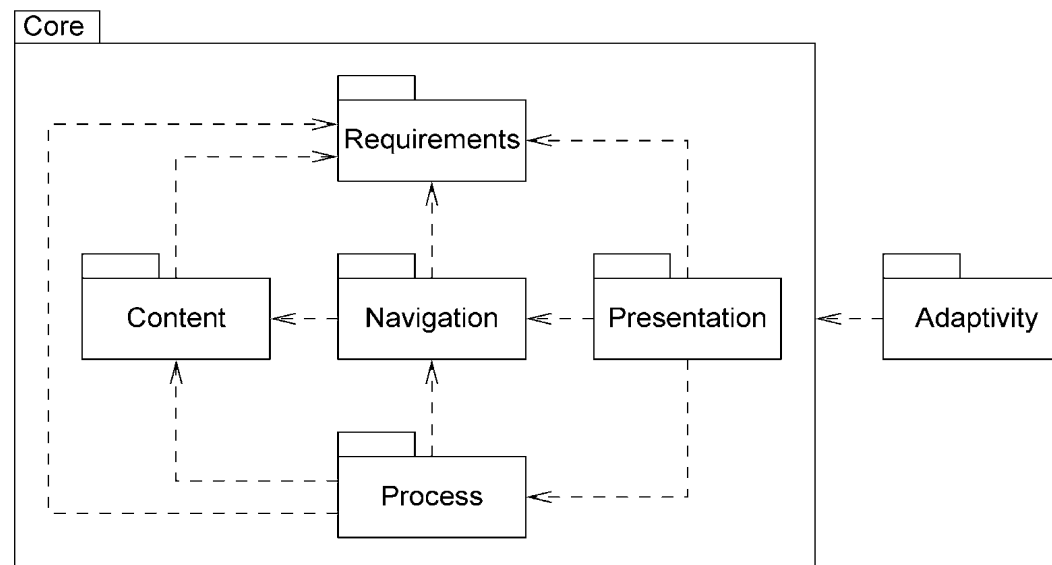 Core
Requirements
Content
Navigation
Presentation
Adaptivity
Process